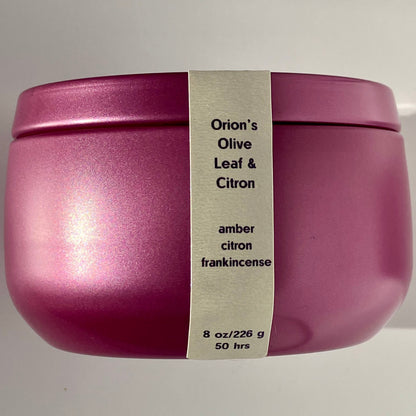 Orion's
Olive
Leaf &
Citron
amber
citron
frankincense
8 oz/226 g
50 hrs